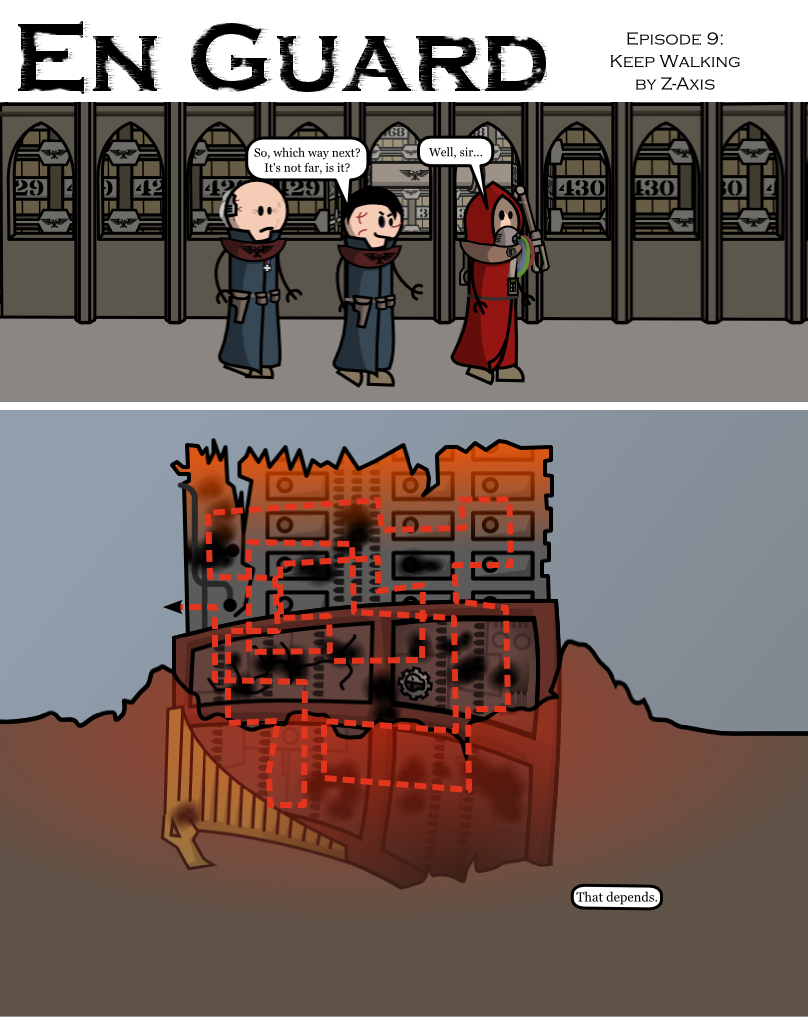 En Guard
Episode 9:
Keep Walking
by Z-Axis
So, which way next?
It's not far, is it?
Well, sir...
429
430
430
That depends.